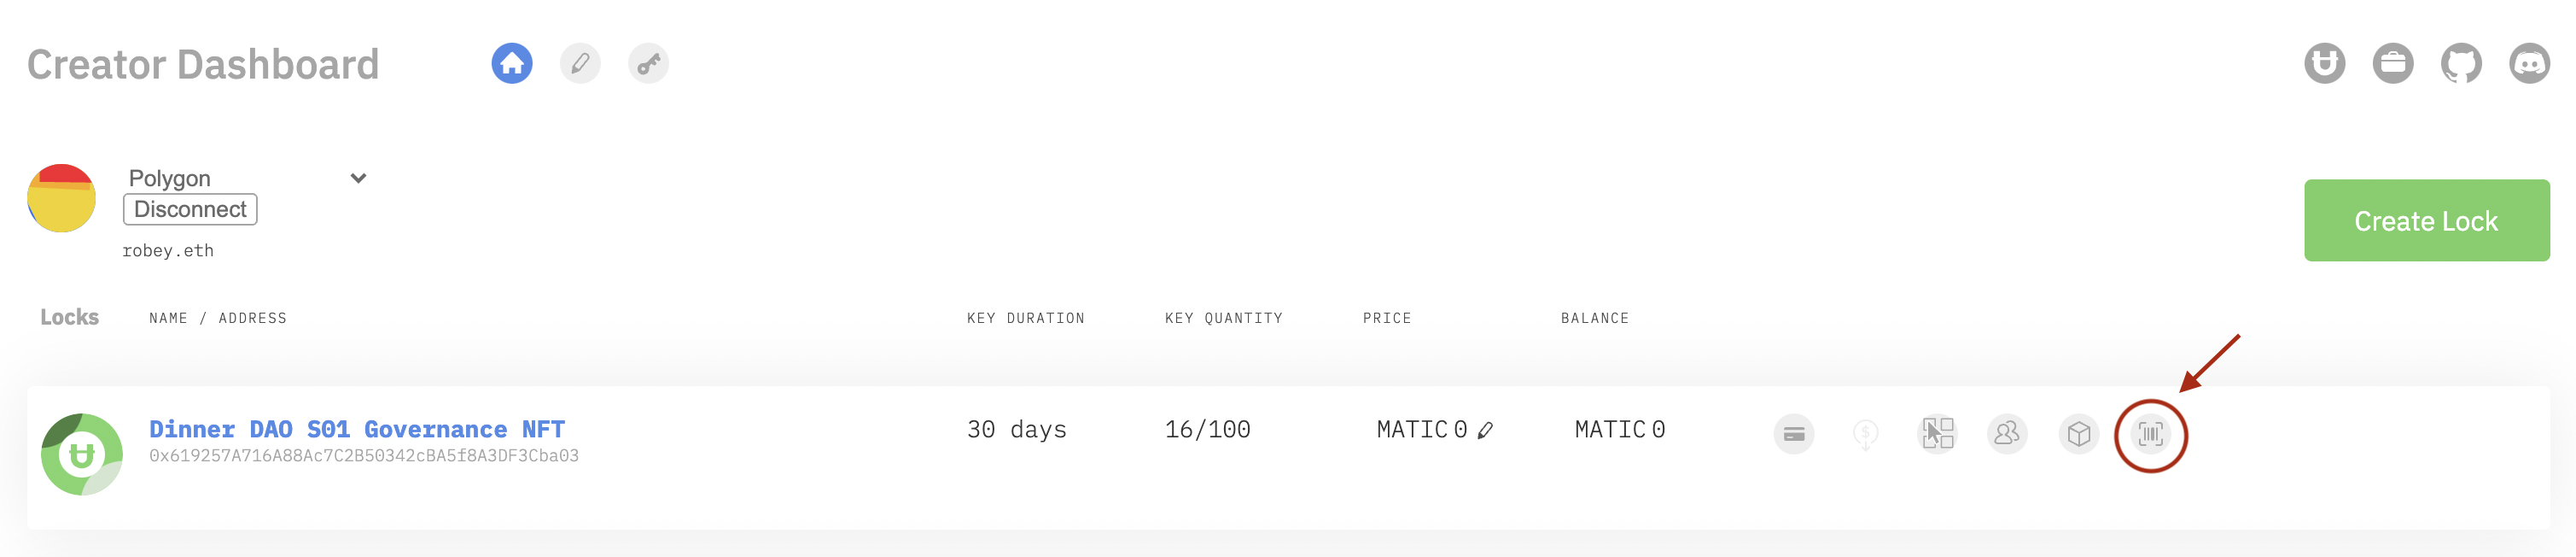 Creator Dashboard
Polygon
Disconnect
robey.eth
Create Lock
Locks NAME / ADDRESS KEY DURATION KEY QUANTITY PRICE BALANCE
Dinner DAO S01 Governance NFT 30 days 16/100 MATIC 0 MATIC 0
0x619257A716A88Ac7C2B50342cBA5f8A3DF3Cba03